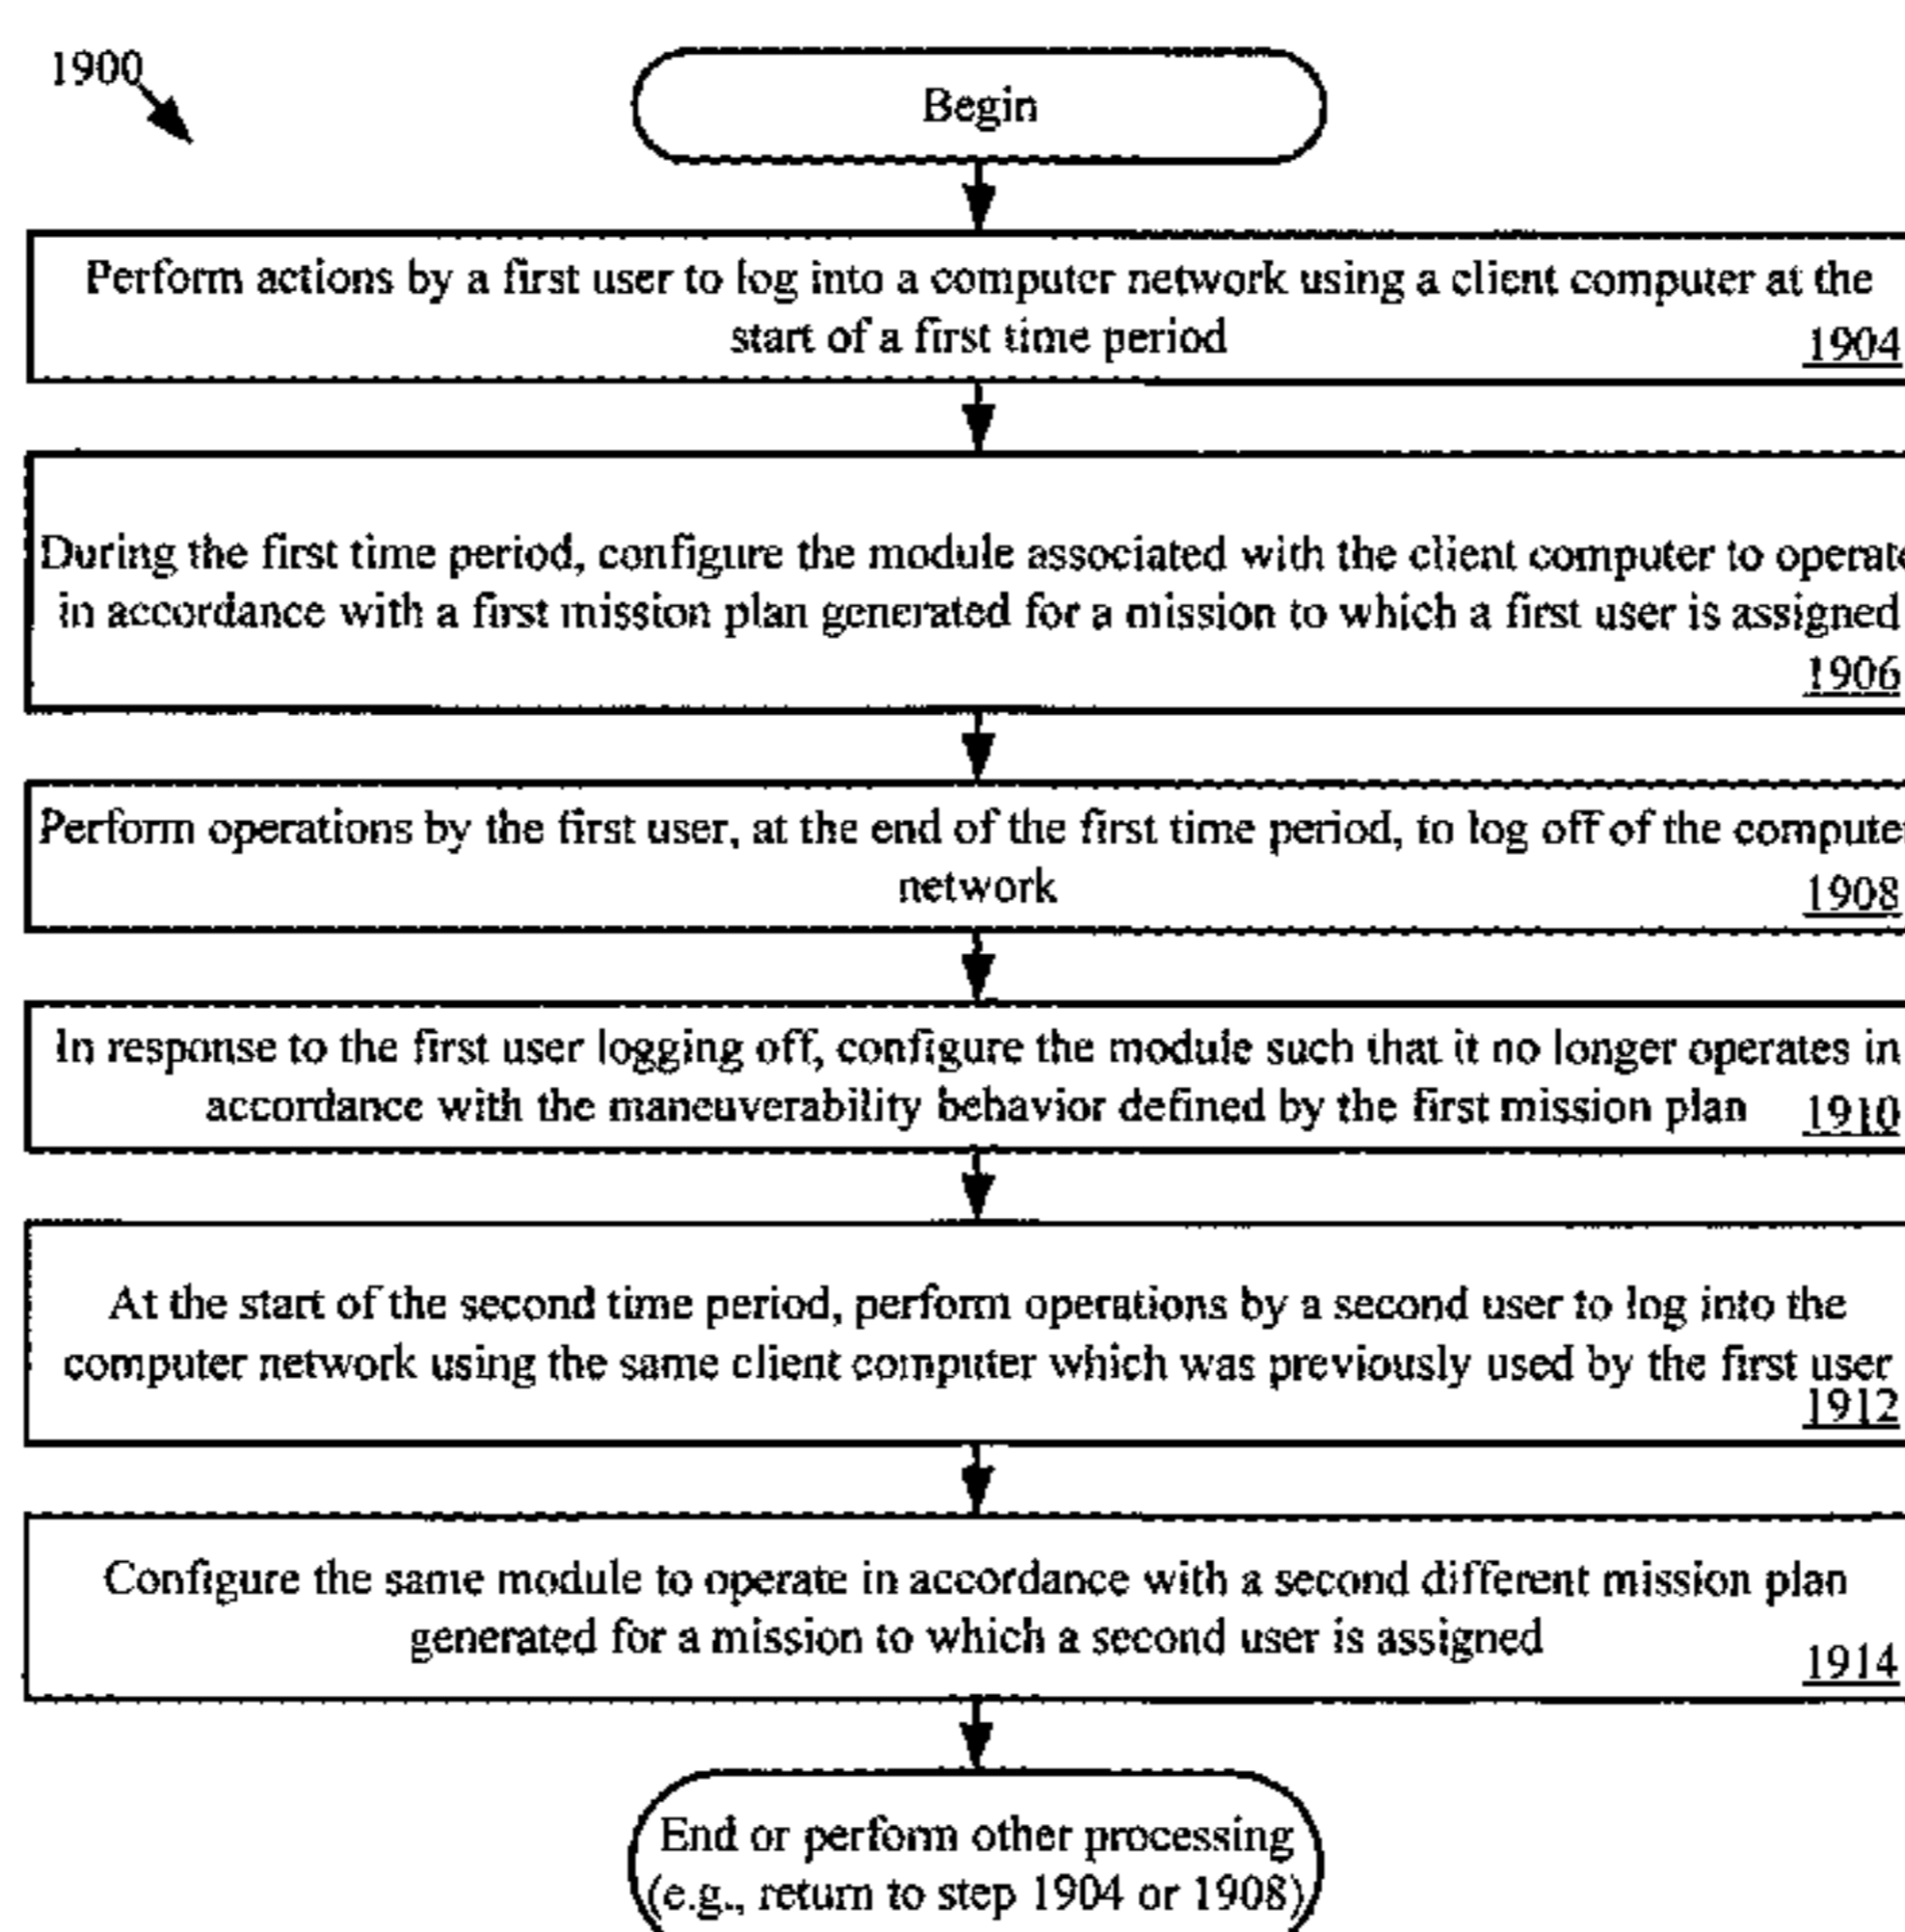 1900
Begin
Perform actions by a first user to log into a computer network using a client computer at the
start of a first time period
1904
During the first time period, configure the module associated with the client computer to operate
in accordance with a first mission plan generated for a mission to which a first user is assigned
1906
Perform operations by the first user, at the end of the first time period, to log off of the computer
network
1908
In response to the first user logging off, configure the module such that it no longer operates in
accordance with the maneuverability behavior defined by the first mission plan
1910
At the start of the second time period, perform operations by a second user to log into the
computer network using the same client computer which was previously used by the first user
1912
Configure the same module to operate in accordance with a second different mission plan
generated for a mission to which a second user is assigned
1914
End or perform other processing
(e.g., return to step 1904 or 1908)